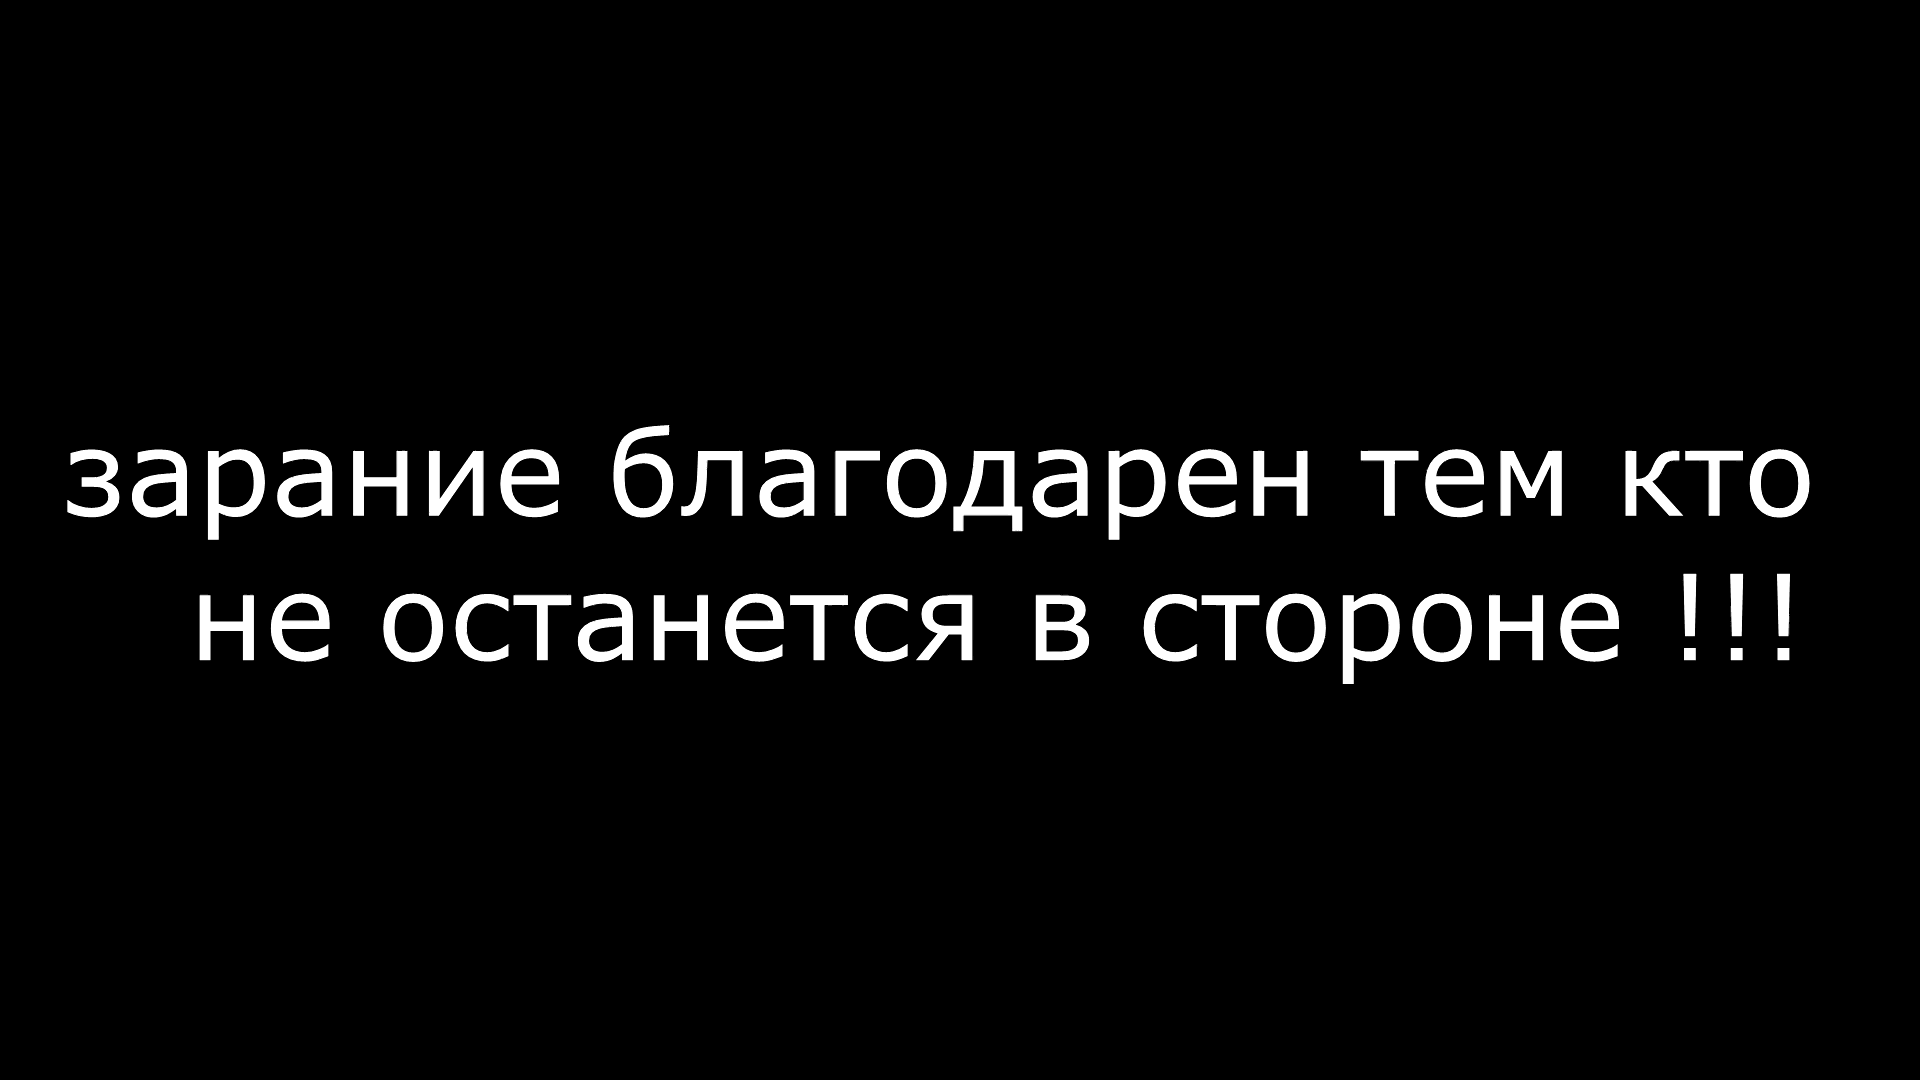 зарание благодарен тем кто
не останется в стороне !!!